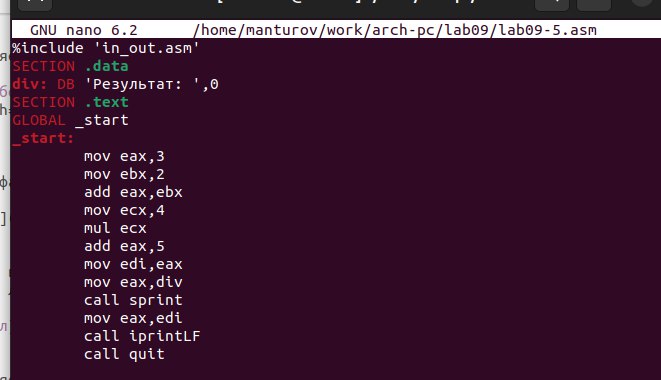 GNU nano 6.2 /home/manturov/work/arch-pc/lab09/lab09-5.asm
%include 'in_out.asm'
SECTION .data
div: DB 'Результат: ',0
SECTION .text
GLOBAL _start
_start:
mov eax,3
mov ebx,2
add eax,ebx
mov ecx,4
mul ecx
add eax,5
mov edi,eax
mov eax,div
call sprint
mov eax,edi
call iprintLF
call quit